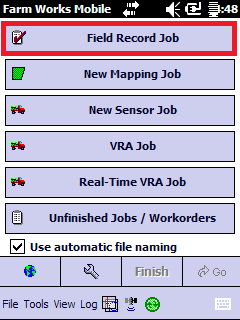 Farm Works Mobile
:48
Field Record Job
New Mapping Job
New Sensor Job
VRA Job
Real-Time VRA Job
Unfinished Jobs / Workorders
Use automatic file naming
Finish
Go
File Tools View Log